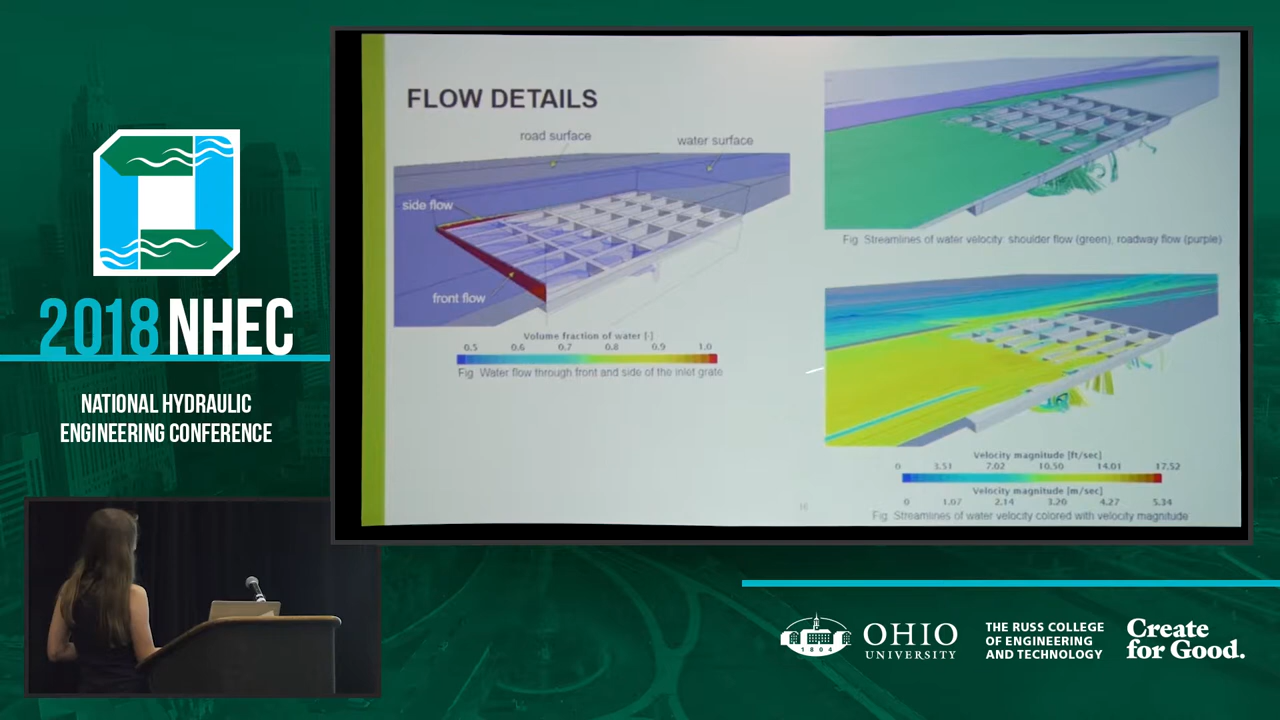 2018 NHEC
NATIONAL HYDRAULIC
ENGINEERING CONFERENCE
FLOW DETAILS
road surface
water surface
side flow
front flow
Volume fraction of water [-]
0.5 0.6 0.7 0.8 0.9 1.0
Fig. Water flow through front and side of the inlet grate
Fig. Streamlines of water velocity: shoulder flow (green), roadway flow (purple)
Velocity magnitude [ft/sec]
0 3.51 7.02 10.50 14.01 17.52
Velocity magnitude [m/sec]
0 1.07 2.14 3.20 4.27 5.34
Fig. Streamlines of water velocity colored with velocity magnitude
16
1804
OHIO
UNIVERSITY
THE RUSS COLLEGE
OF ENGINEERING
AND TECHNOLOGY
Create
for Good.